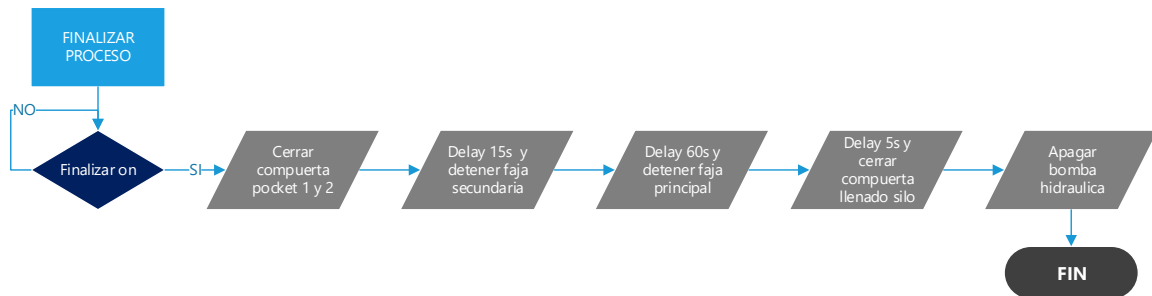 FINALIZAR
PROCESO
NO
Finalizar on
SI
Cerrar
compuerta
pocket 1 y 2
Delay 15s y
detener faja
secundaria
Delay 60s y
detener faja
principal
Delay 5s y
cerrar
compuerta
llenado silo
Apagar
bomba
hidraulica
FIN